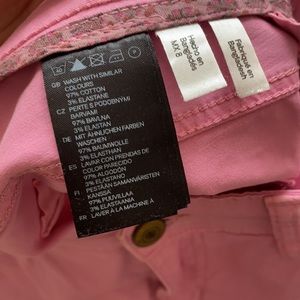 GB WASH WITH SIMILAR
COLOURS
97% COTTON
3% ELASTANE
CZ PERTE S PODOBNÝMI
BARVAMI
97% BAVLNA
3% ELASTAN
DE MIT ÄHNLICHEN FARBEN
WASCHEN
97% BAUMWOLLE
3% ELASTHAN
ES LAVAR CON PRENDAS DE
COLOR PARECIDO
97% ALGODÓN
3% ELASTANO
FI PESTÄÄN SAMANVÄRISTEN
KANSSA
97% PUUVILLAA
3% ELASTAANIA
FR LAVER À LA MACHINE À
Hecho en
Bangladés
MX 8
Fabriqué en
Bangladesh